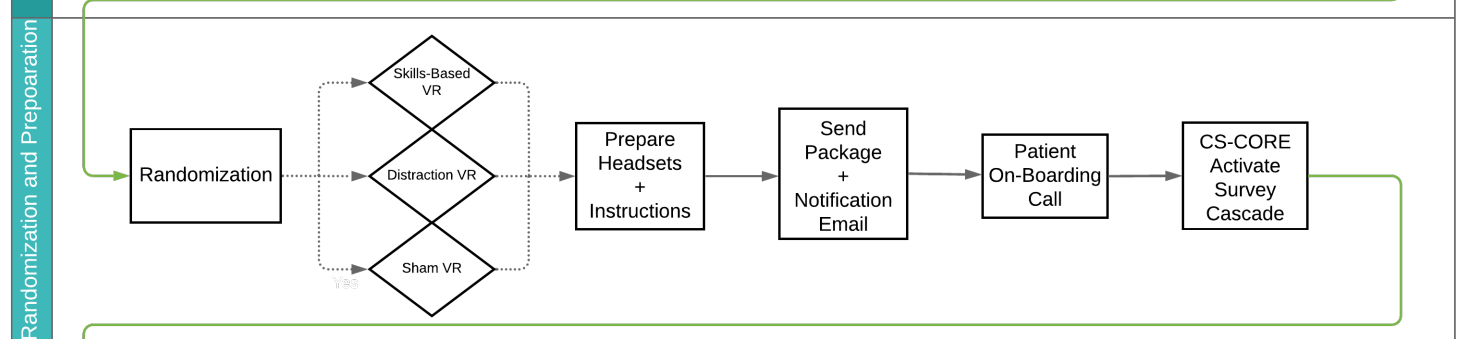 Randomization and Prepoaration
Randomization
Skills-Based
VR
Distraction VR
Sham VR
Yes
Prepare
Headsets
+
Instructions
Send
Package
+
Notification
Email
Patient
On-Boarding
Call
CS-CORE
Activate
Survey
Cascade